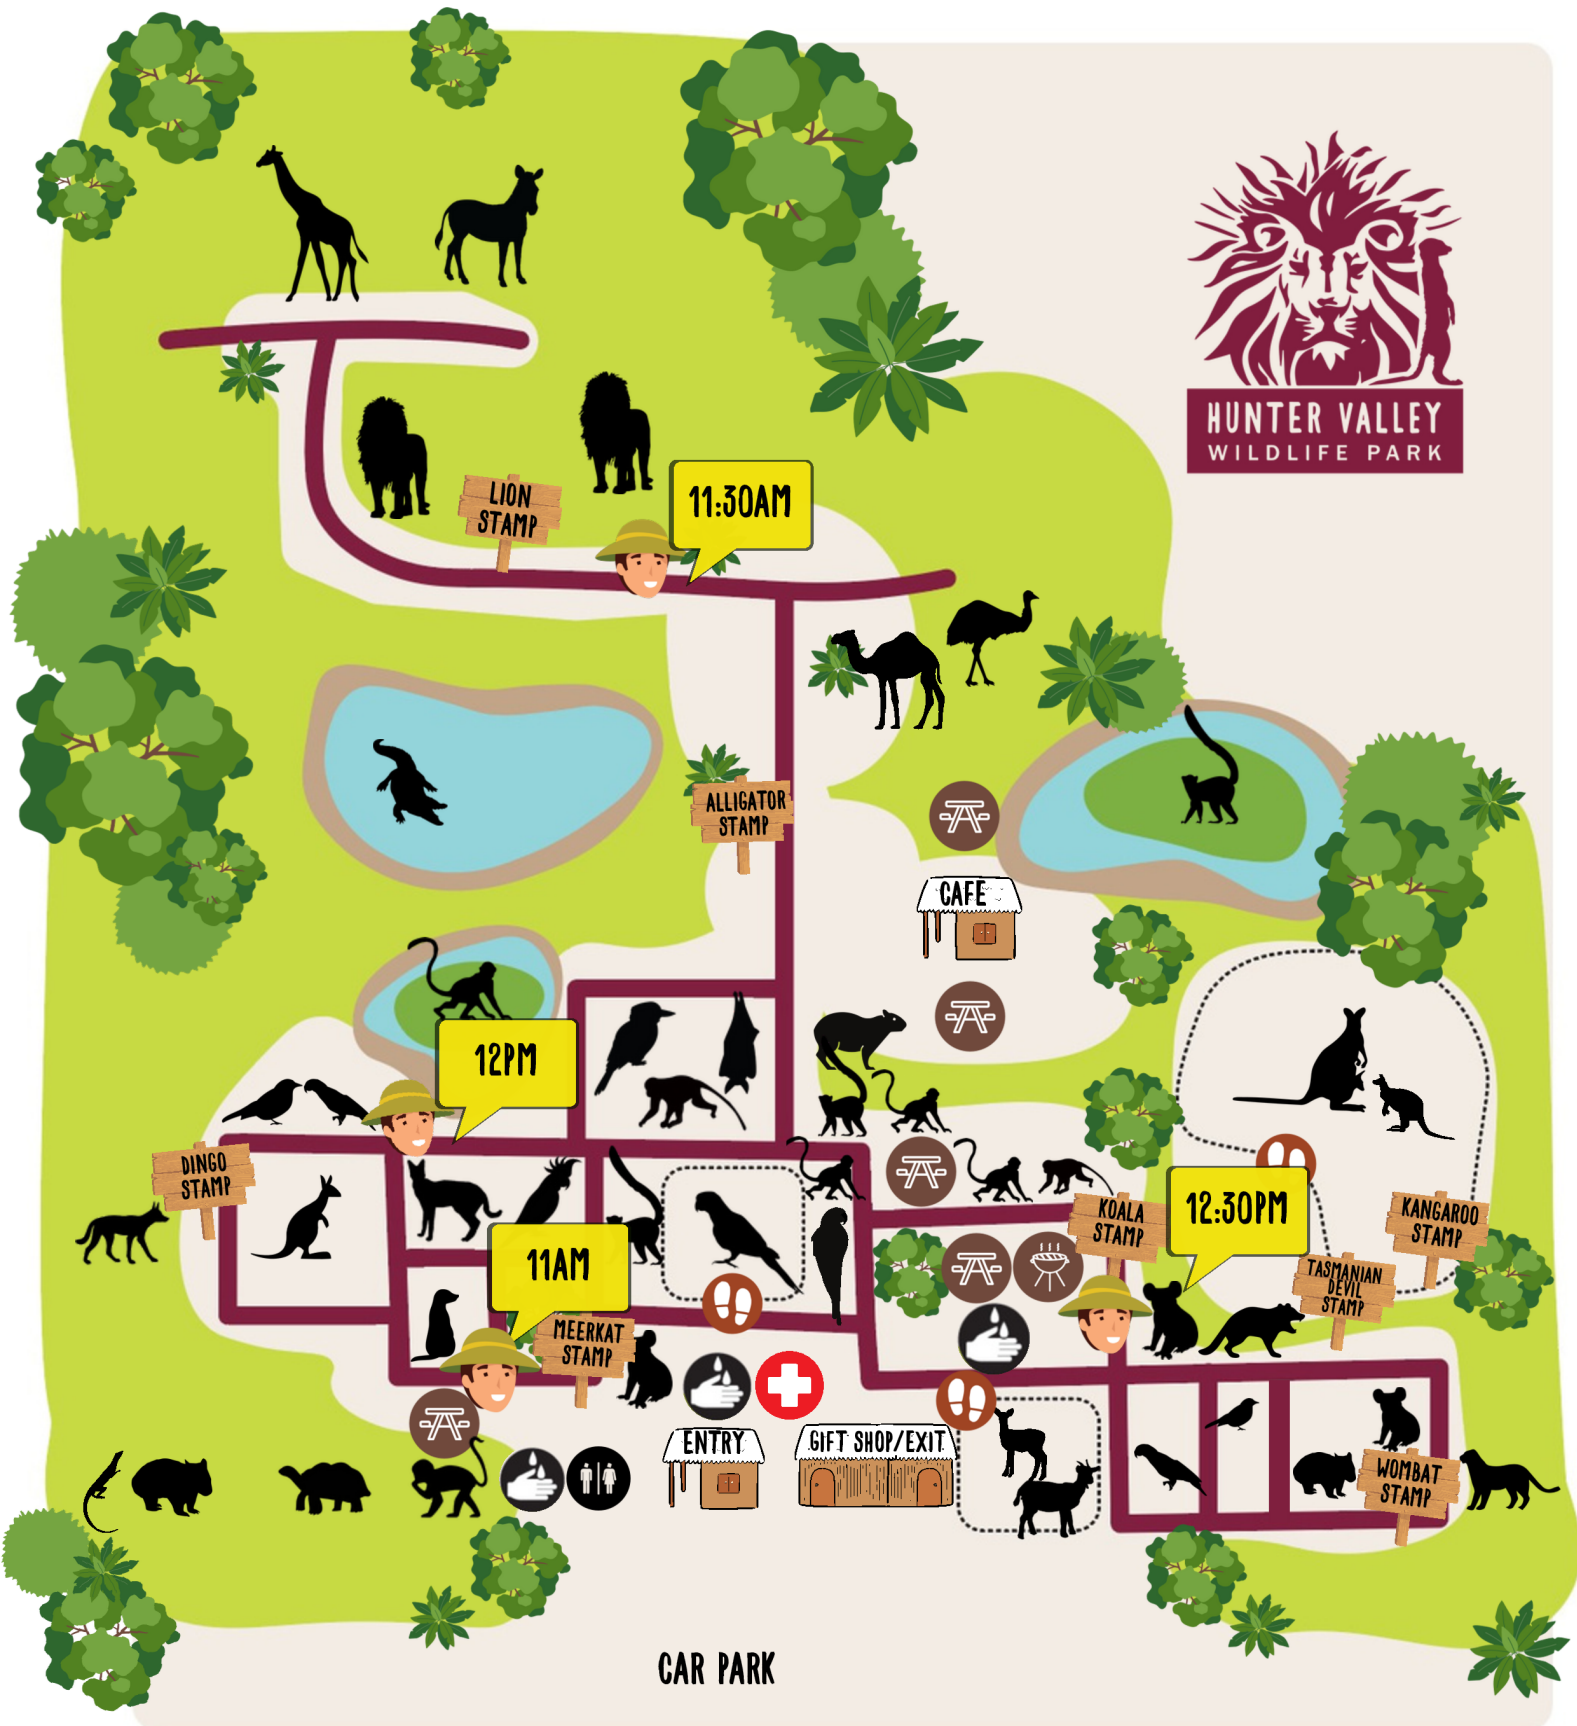 HUNTER VALLEY
WILDLIFE PARK
LION
STAMP
11:30AM
ALLIGATOR
STAMP
CAFE
12PM
DINGO
STAMP
KOALA
STAMP
12:30PM
KANGAROO
STAMP
TASMANIAN
DEVIL
STAMP
11AM
MEERKAT
STAMP
ENTRY
GIFT SHOP/EXIT
WOMBAT
STAMP
CAR PARK